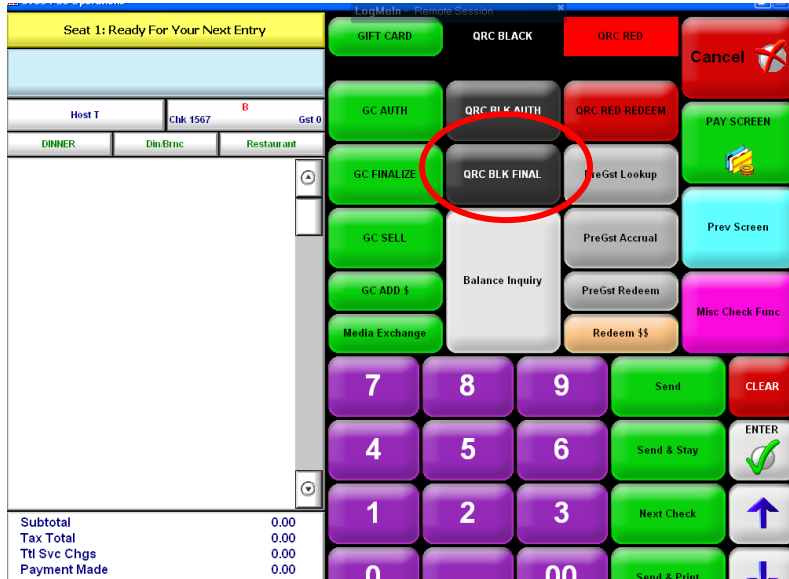 LogMeIn - Remote Session
Seat 1: Ready For Your Next Entry
Host T
Chk 1567
B
Gst 0
DINNER
Din/Brnc
Restaurant
Subtotal 0.00
Tax Total 0.00
Ttl Svc Chgs 0.00
Payment Made 0.00
GIFT CARD
QRC BLACK
QRC RED
Cancel
GC AUTH
QRC BLK AUTH
QRC RED REDEEM
PAY SCREEN
GC FINALIZE
QRC BLK FINAL
PreGst Lookup
GC SELL
Balance Inquiry
PreGst Accrual
Prev Screen
GC ADD $
PreGst Redeem
Misc Check Func
Media Exchange
Redeem $$
7
8
9
Send
CLEAR
4
5
6
Send & Stay
ENTER
1
2
3
Next Check
0
00
Send & Print